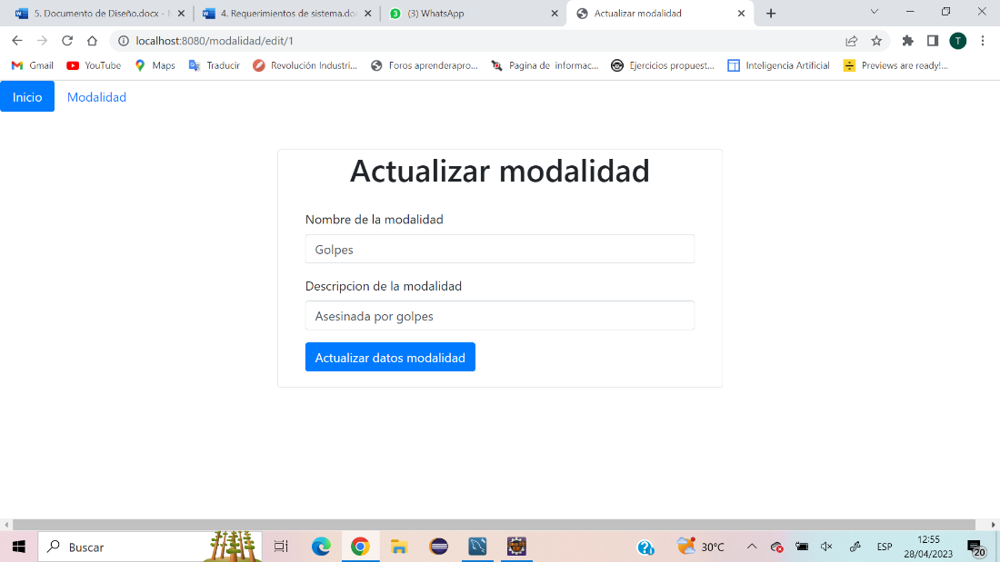 5. Documento de Diseño.docx -
4. Requerimientos de sistema.do
(3) WhatsApp
Actualizar modalidad
localhost:8080/modalidad/edit/1
T
Gmail
YouTube
Maps
Traducir
Revolución Industri...
Foros aprenderapro...
Pagina de informac...
Ejercicios propuest...
Inteligencia Artificial
Previews are ready!...
Inicio
Modalidad
Actualizar modalidad
Nombre de la modalidad
Golpes
Descripcion de la modalidad
Asesinada por golpes
Actualizar datos modalidad
Buscar
30°C
ESP
12:55
28/04/2023
20